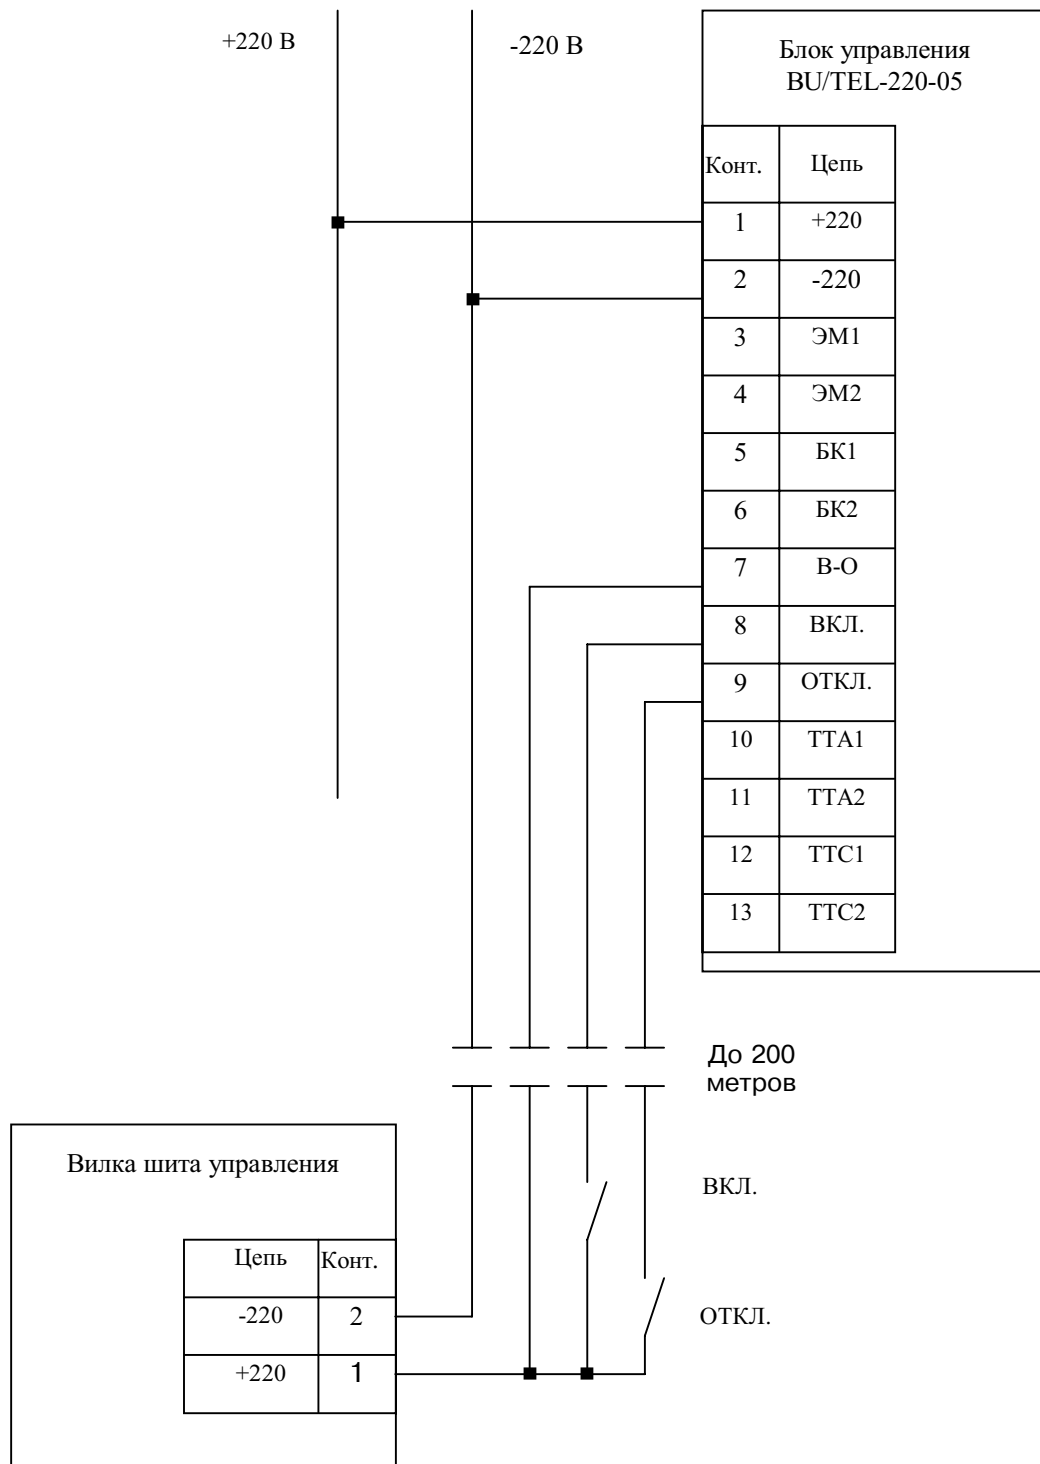 +220 В
-220 В
Блок управления
BU/TEL-220-05
Конт. Цепь
1 +220
2 -220
3 ЭМ1
4 ЭМ2
5 БК1
6 БК2
7 В-О
8 ВКЛ.
9 ОТКЛ.
10 ТТА1
11 ТТА2
12 ТТС1
13 ТТС2
До 200
метров
Вилка шита управления
ВКЛ.
Цепь Конт.
-220 2
ОТКЛ.
+220 1